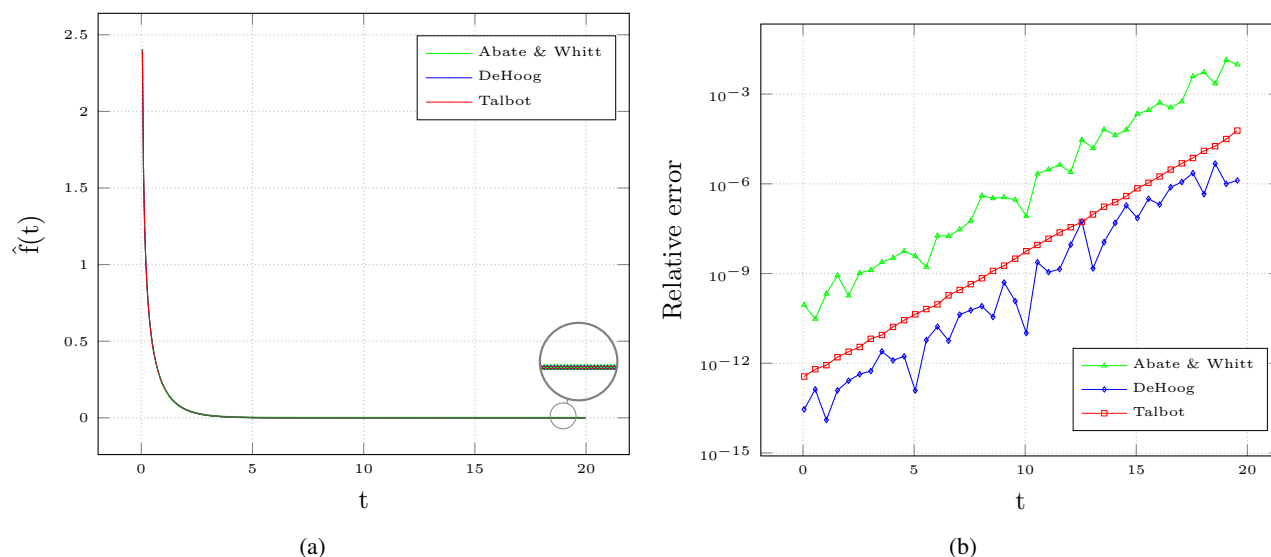 2.5
2
1.5
1
0.5
0
f̂(t)
Abate & Whitt
DeHoog
Talbot
0
5
10
15
20
t
(a)
10⁻³
10⁻⁶
10⁻⁹
10⁻¹²
10⁻¹⁵
Relative error
Abate & Whitt
DeHoog
Talbot
0
5
10
15
20
t
(b)